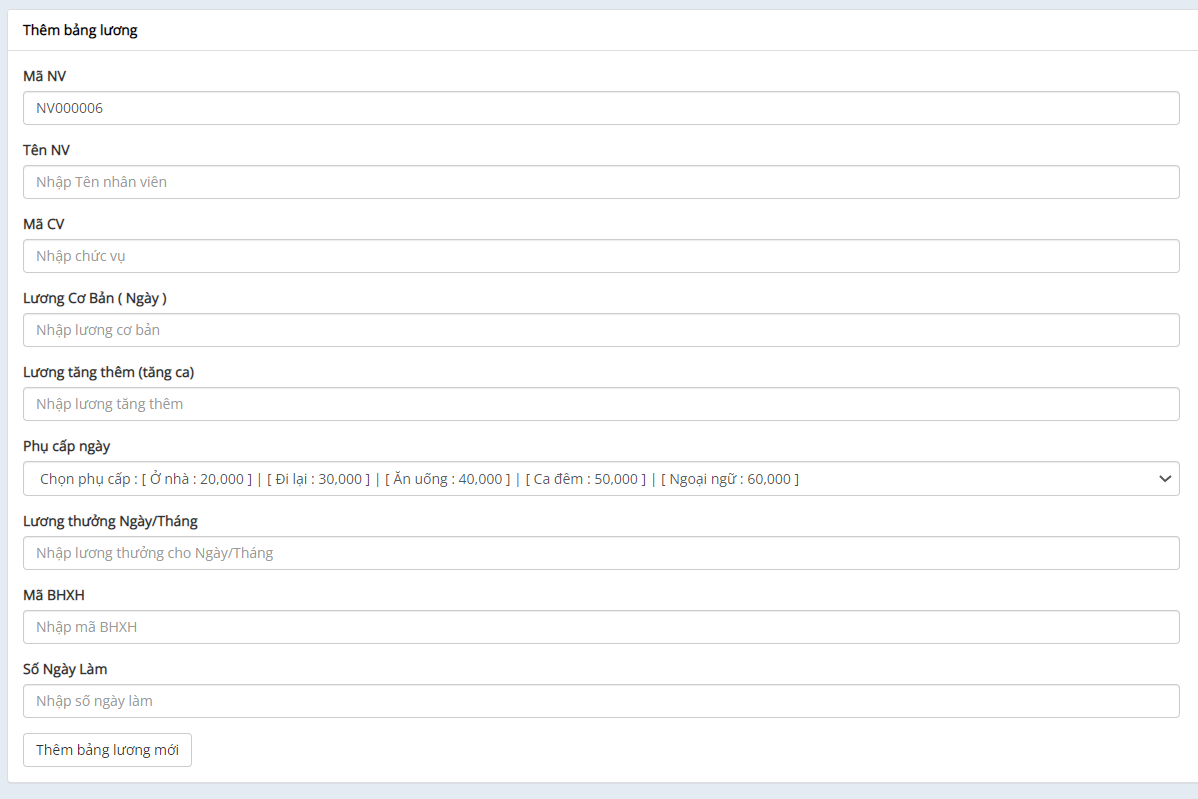 Thêm bảng lương
Mã NV
NV000006
Tên NV
Nhập Tên nhân viên
Mã CV
Nhập chức vụ
Lương Cơ Bản ( Ngày )
Nhập lương cơ bản
Lương tăng thêm (tăng ca)
Nhập lương tăng thêm
Phụ cấp ngày
Chọn phụ cấp : [ Ở nhà : 20,000 ] | [ Đi lại : 30,000 ] | [ Ăn uống : 40,000 ] | [ Ca đêm : 50,000 ] | [ Ngoại ngữ : 60,000 ]
Lương thưởng Ngày/Tháng
Nhập lương thưởng cho Ngày/Tháng
Mã BHXH
Nhập mã BHXH
Số Ngày Làm
Nhập số ngày làm
Thêm bảng lương mới